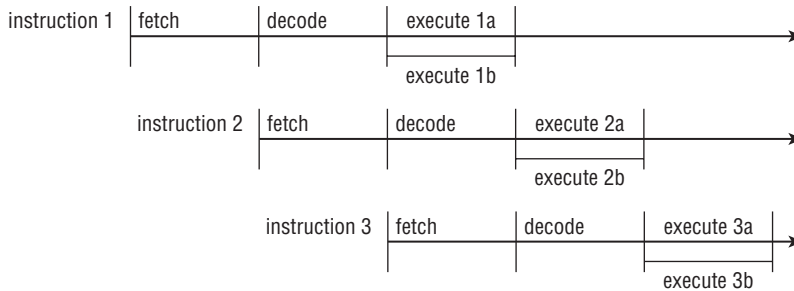 instruction 1 fetch decode execute 1a
execute 1b
instruction 2 fetch decode execute 2a
execute 2b
instruction 3 fetch decode execute 3a
execute 3b